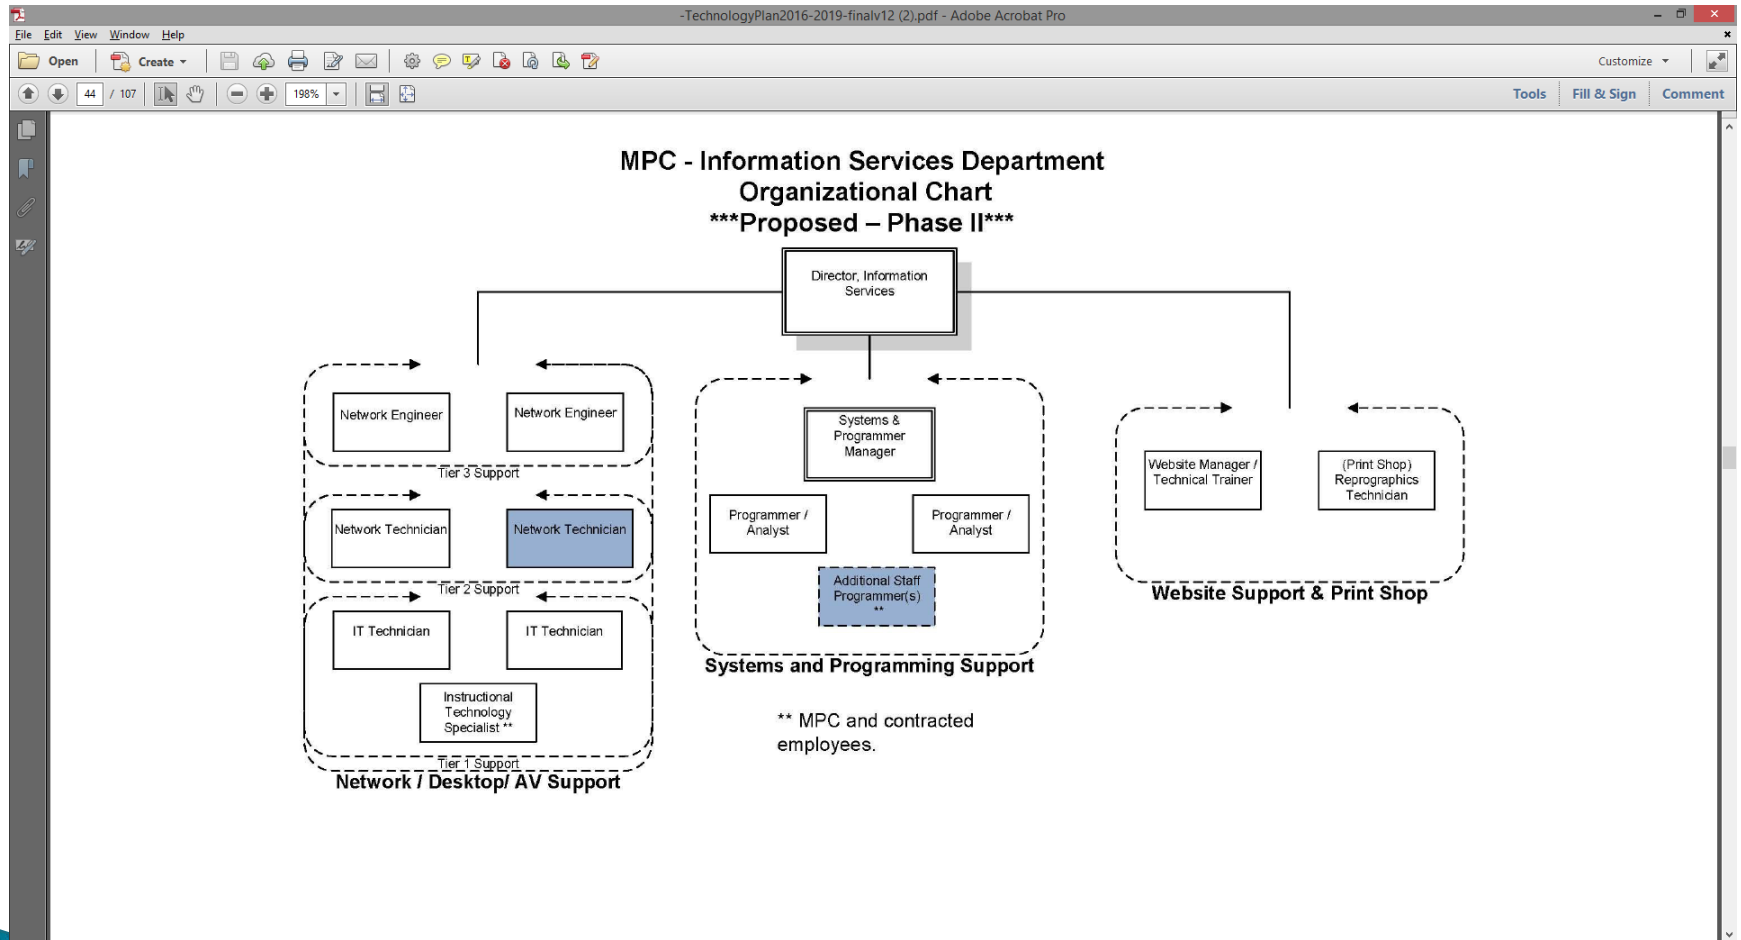 -TechnologyPlan2016-2019-finalv12 (2).pdf - Adobe Acrobat Pro
File Edit View Window Help
Open Create Customize
44 / 107 198% Tools Fill & Sign Comment
MPC - Information Services Department
Organizational Chart
***Proposed – Phase II***
Director, Information
Services
Network Engineer
Network Engineer
Tier 3 Support
Network Technician
Network Technician
Tier 2 Support
IT Technician
IT Technician
Instructional
Technology
Specialist **
Tier 1 Support
Network / Desktop/ AV Support
Systems &
Programmer
Manager
Programmer /
Analyst
Programmer /
Analyst
Additional Staff
Programmer(s)
**
Systems and Programming Support
** MPC and contracted
employees.
Website Manager /
Technical Trainer
(Print Shop)
Reprographics
Technician
Website Support & Print Shop